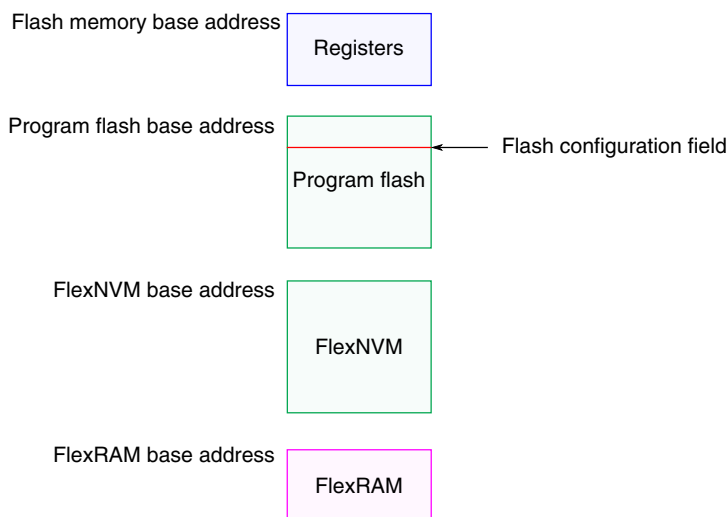 Flash memory base address
Registers
Program flash base address
Flash configuration field
Program flash
FlexNVM base address
FlexNVM
FlexRAM base address
FlexRAM